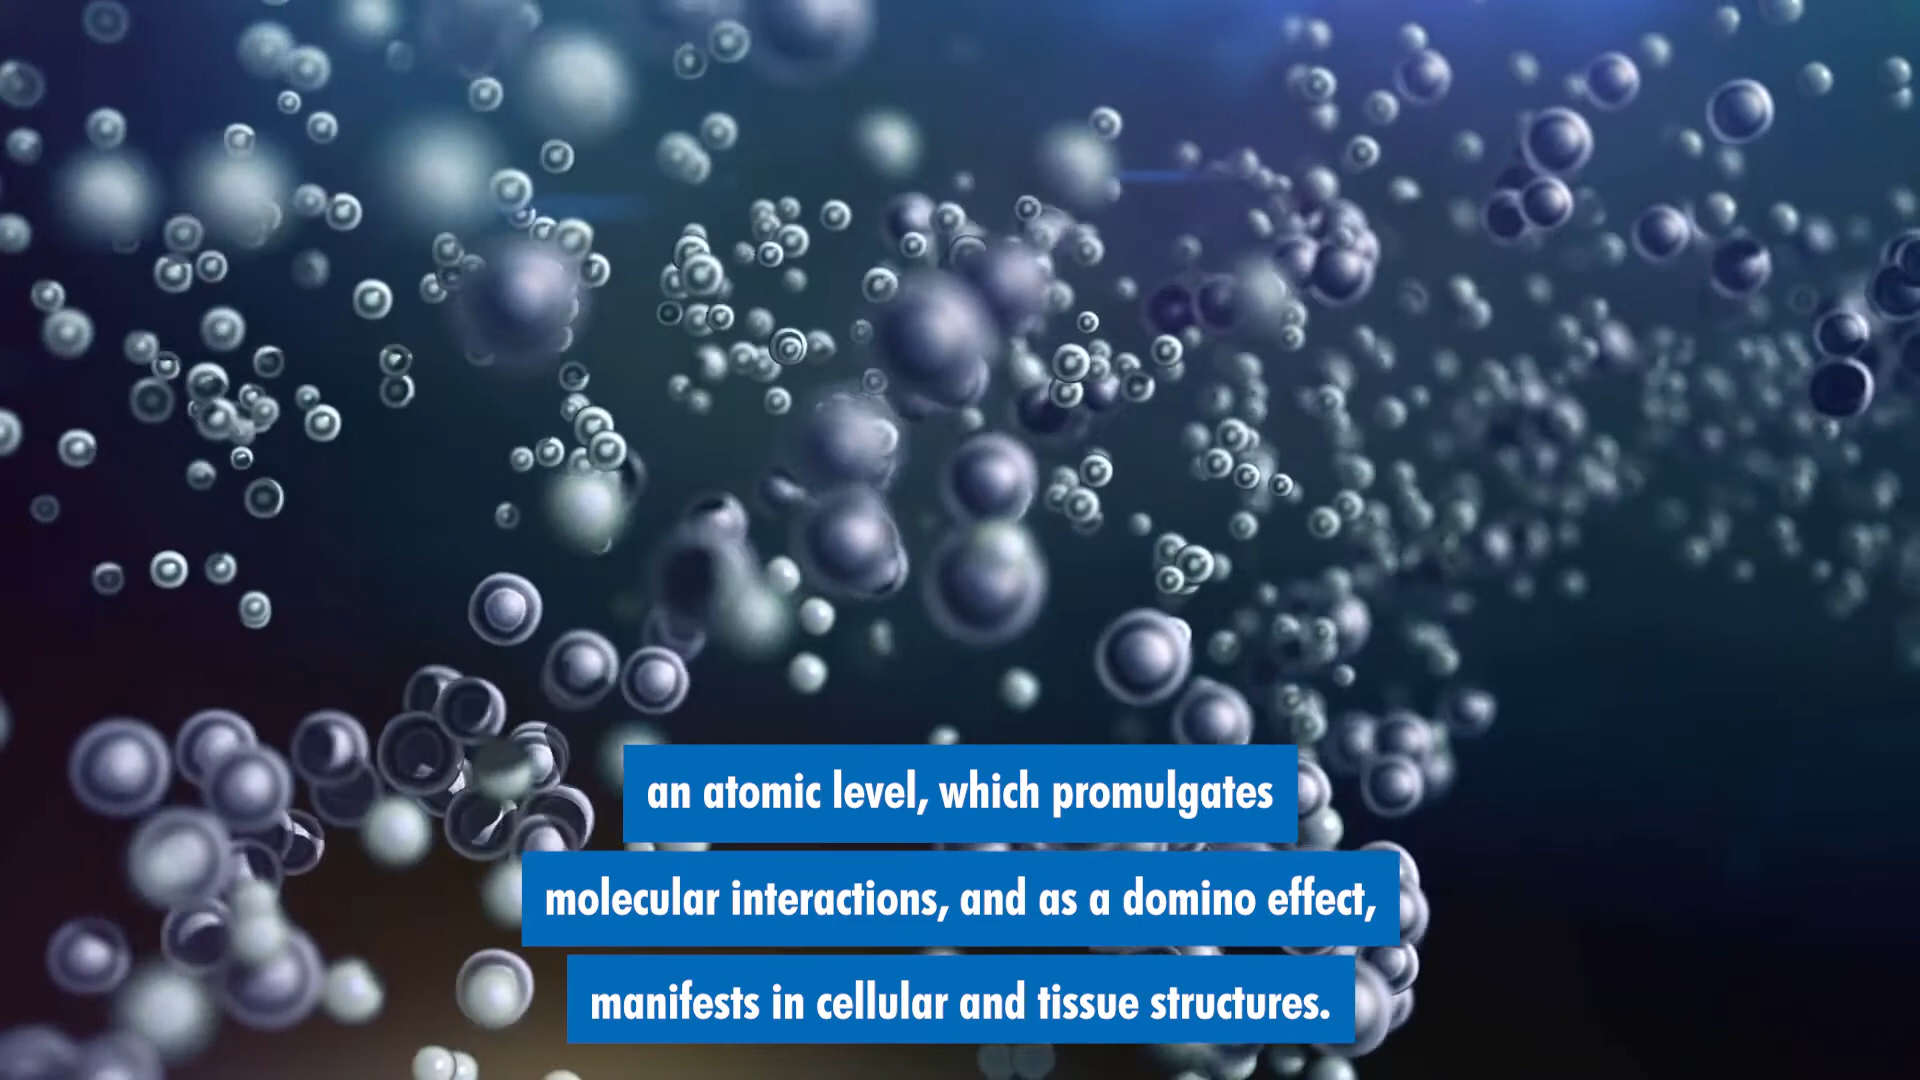 an atomic level, which promulgates
molecular interactions, and as a domino effect,
manifests in cellular and tissue structures.